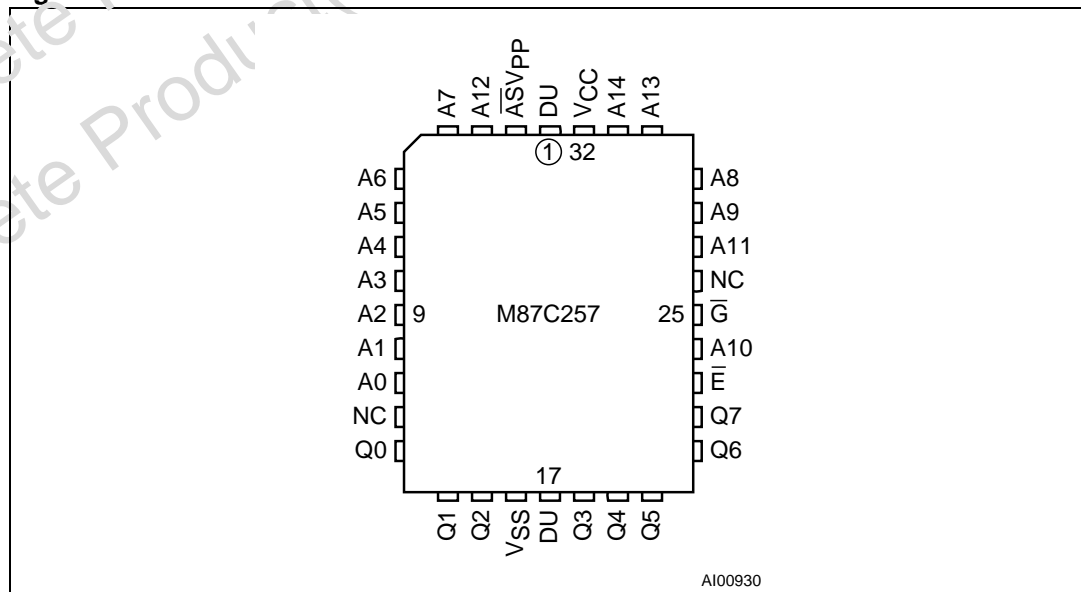 A7 A12 A̅S̅VPP DU VCC A14 A13
1 32
A6 A8
A5 A9
A4 A11
A3 NC
A2 9 M87C257 25 G̅
A1 A10
A0 E̅
NC Q7
Q0 Q6
17
Q1 Q2 VSS DU Q3 Q4 Q5
AI00930